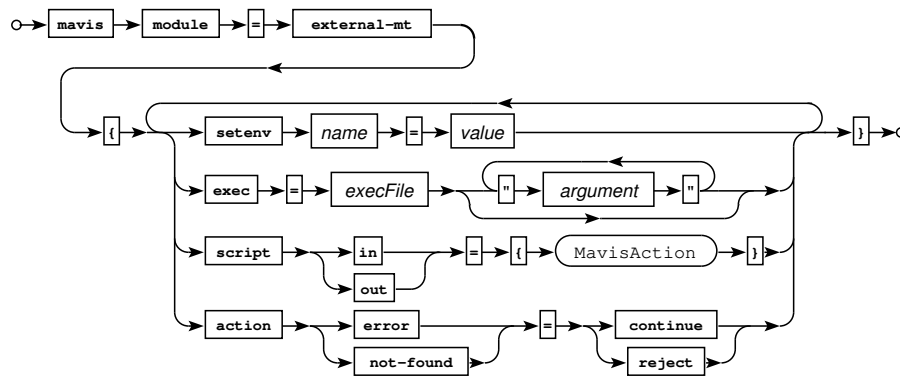 mavis module = external-mt
{ setenv name = value }
exec = execFile " argument "
script in = { MavisAction }
out
action error = continue
not-found reject